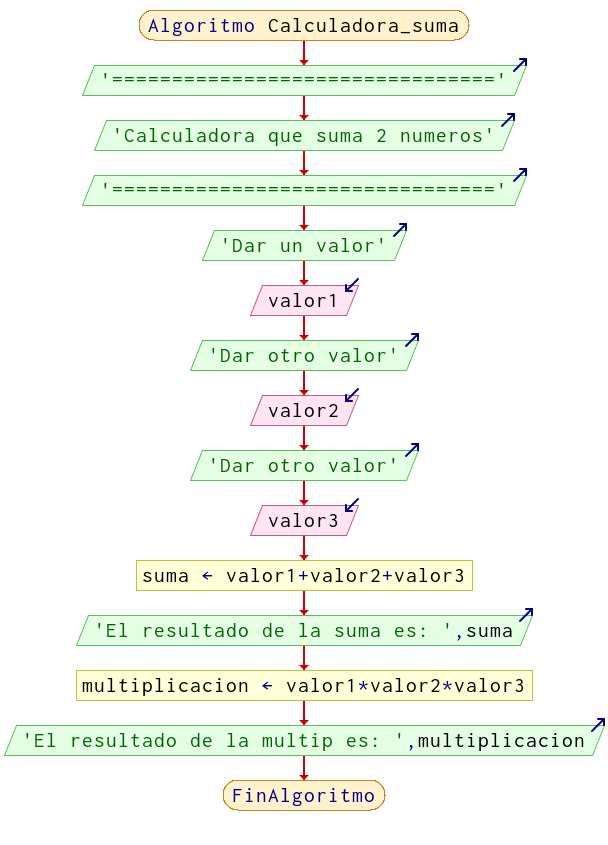 Algoritmo Calculadora_suma
'================================'
'Calculadora que suma 2 numeros'
'================================'
'Dar un valor'
valor1
'Dar otro valor'
valor2
'Dar otro valor'
valor3
suma ← valor1+valor2+valor3
'El resultado de la suma es: ',suma
multiplicacion ← valor1*valor2*valor3
'El resultado de la multip es: ',multiplicacion
FinAlgoritmo